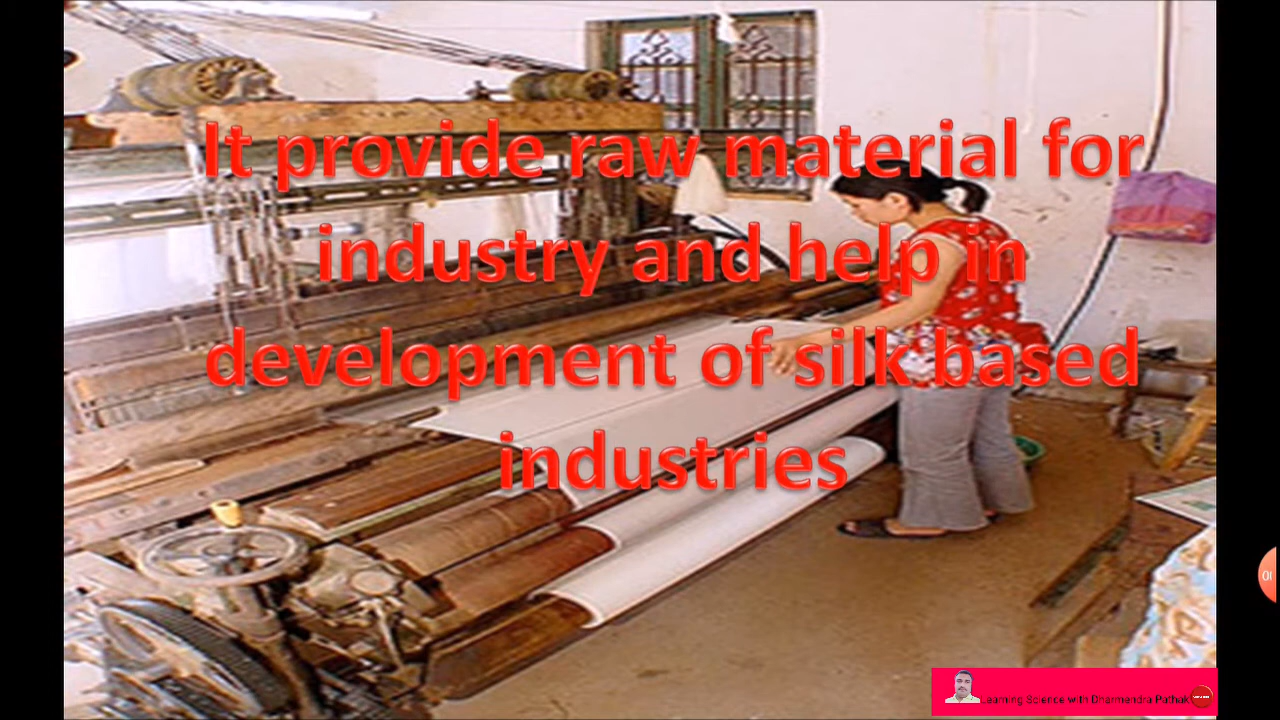 It provide raw material for
industry and help in
development of silk based
industries
Learning Science with Dharmendra Pathak